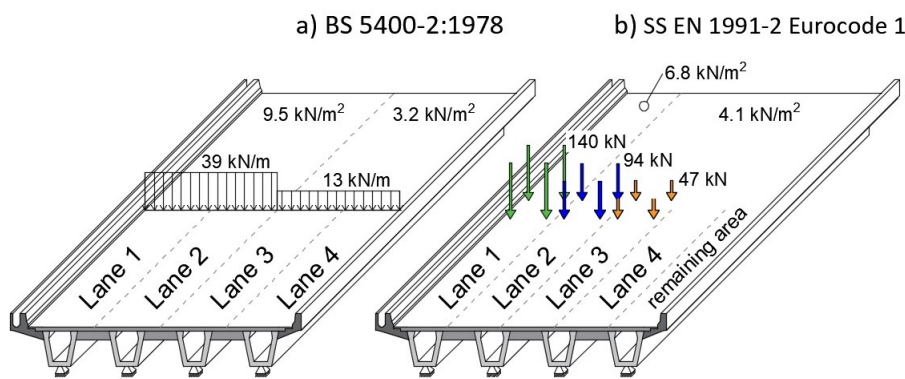 a) BS 5400-2:1978
b) SS EN 1991-2 Eurocode 1
9.5 kN/m²
3.2 kN/m²
39 kN/m
13 kN/m
Lane 1
Lane 2
Lane 3
Lane 4
6.8 kN/m²
4.1 kN/m²
140 kN
94 kN
47 kN
Lane 1
Lane 2
Lane 3
Lane 4
remaining area